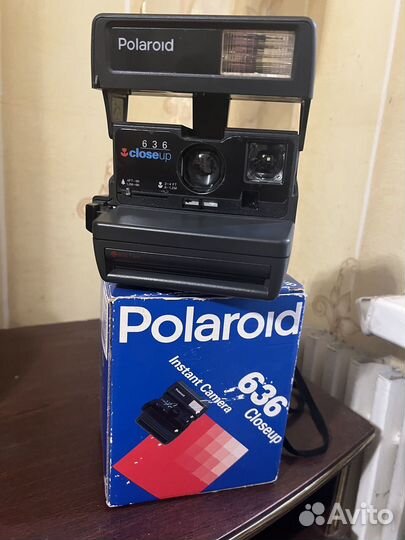 Polaroid
636
closeup
Polaroid
Instant Camera
636
Closeup
Avito